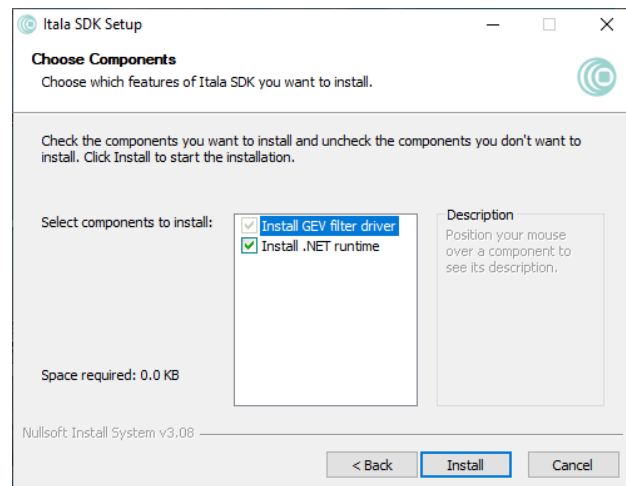 Itala SDK Setup
Choose Components
Choose which features of Itala SDK you want to install.
Check the components you want to install and uncheck the components you don't want to
install. Click Install to start the installation.
Select components to install:
Install GEV filter driver
Install .NET runtime
Description
Position your mouse
over a component to
see its description.
Space required: 0.0 KB
Nullsoft Install System v3.08
< Back
Install
Cancel